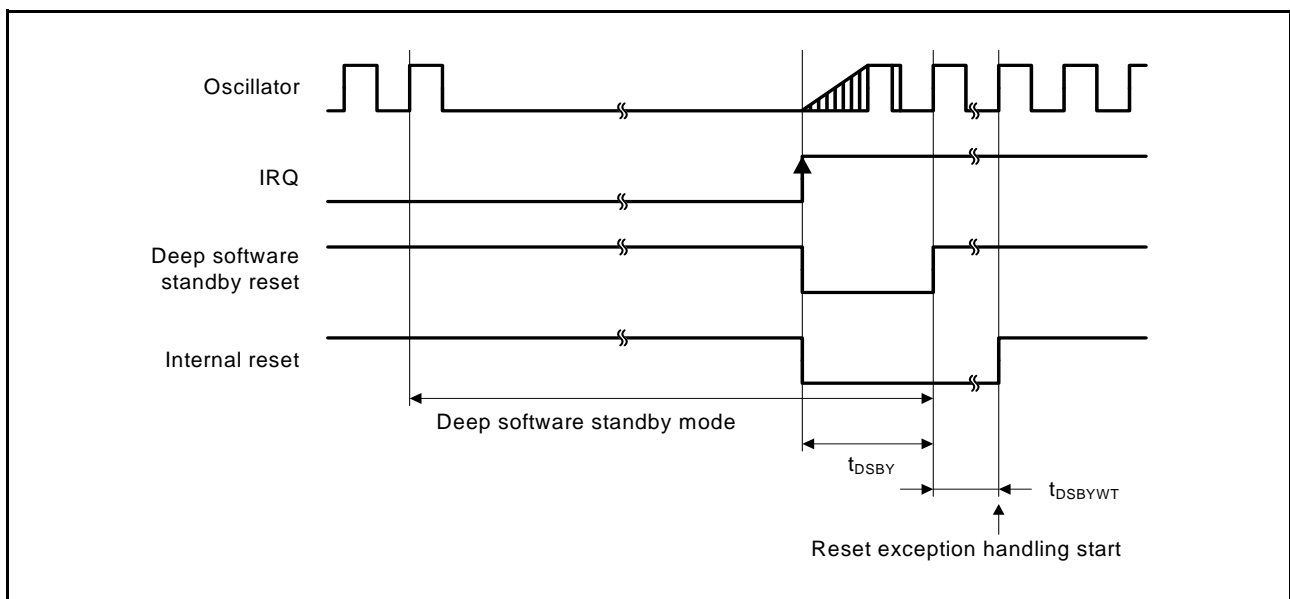 Oscillator
IRQ
Deep software
standby reset
Internal reset
Deep software standby mode
tDSBY
tDSBYWT
Reset exception handling start